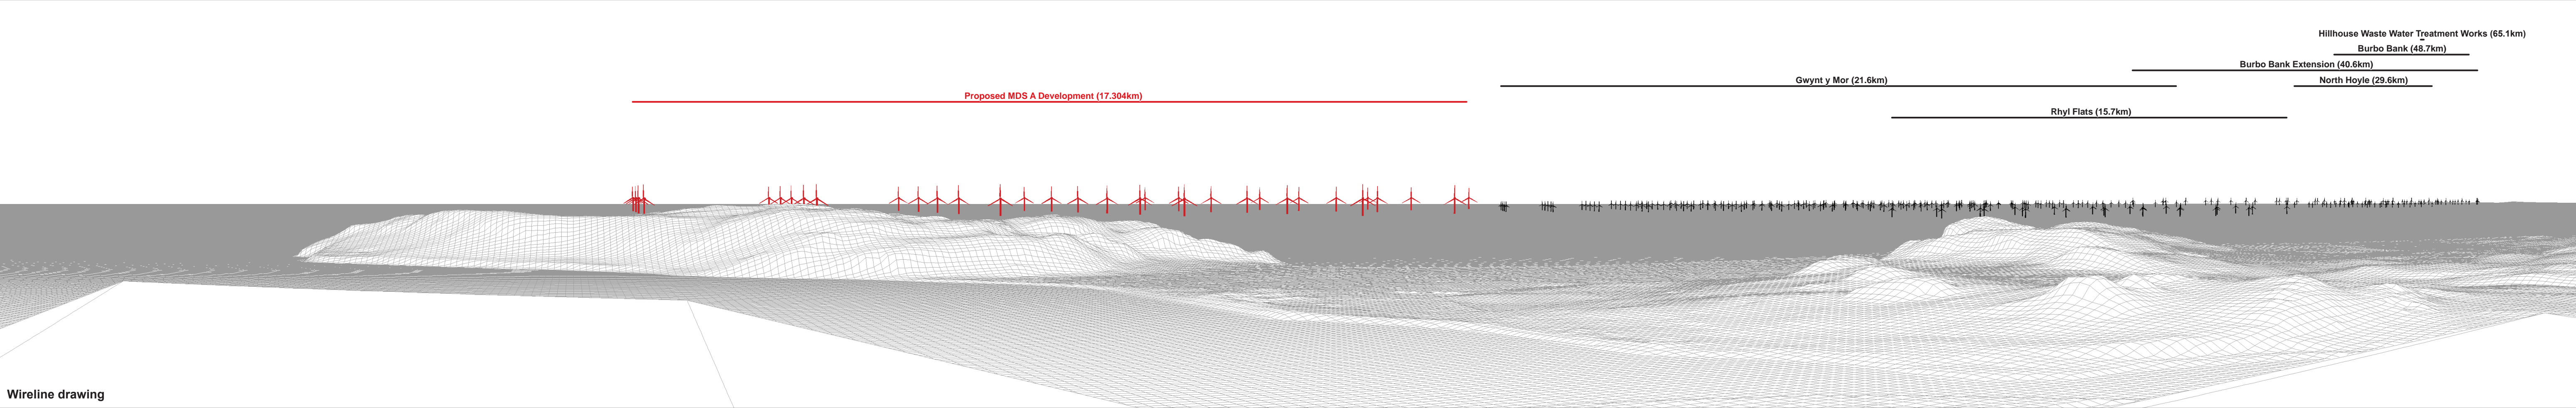 Hillhouse Waste Water Treatment Works (65.1km)
Burbo Bank (48.7km)
Burbo Bank Extension (40.6km)
Gwynt y Mor (21.6km)
North Hoyle (29.6km)
Proposed MDS A Development (17.304km)
Rhyl Flats (15.7km)
Wireline drawing